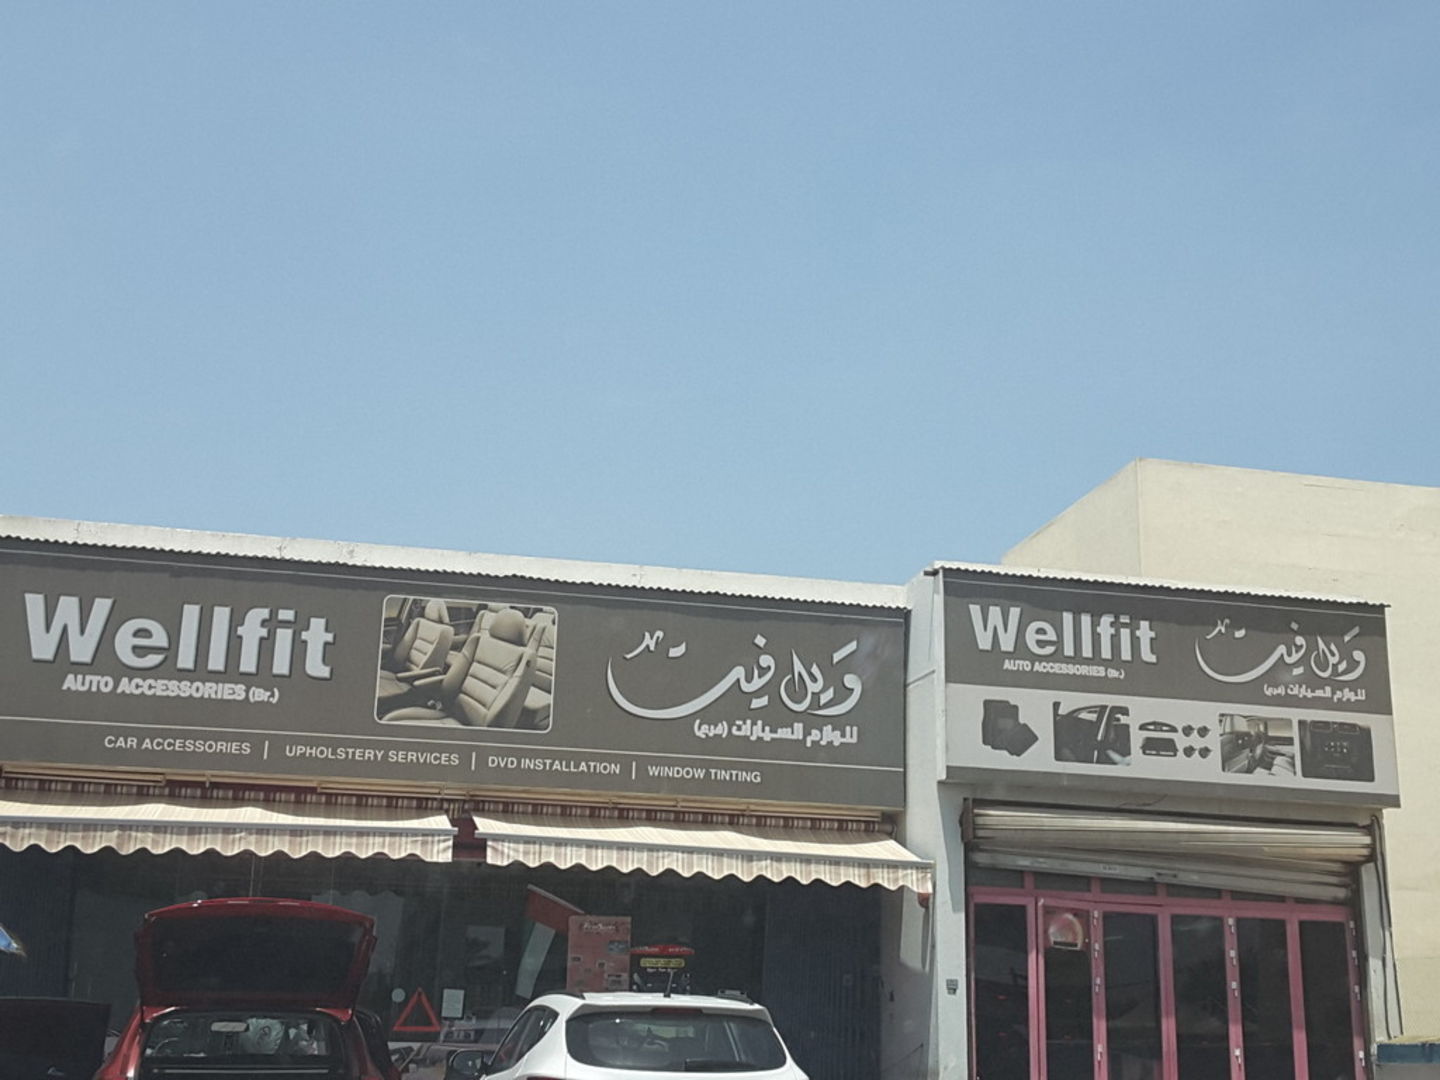 Wellfit
AUTO ACCESSORIES (Br.)
ويل فيت
للوازم السيارات (فرع)
CAR ACCESSORIES | UPHOLSTERY SERVICES | DVD INSTALLATION | WINDOW TINTING
Wellfit
AUTO ACCESSORIES (Br.)
ويل فيت
للوازم السيارات (فرع)